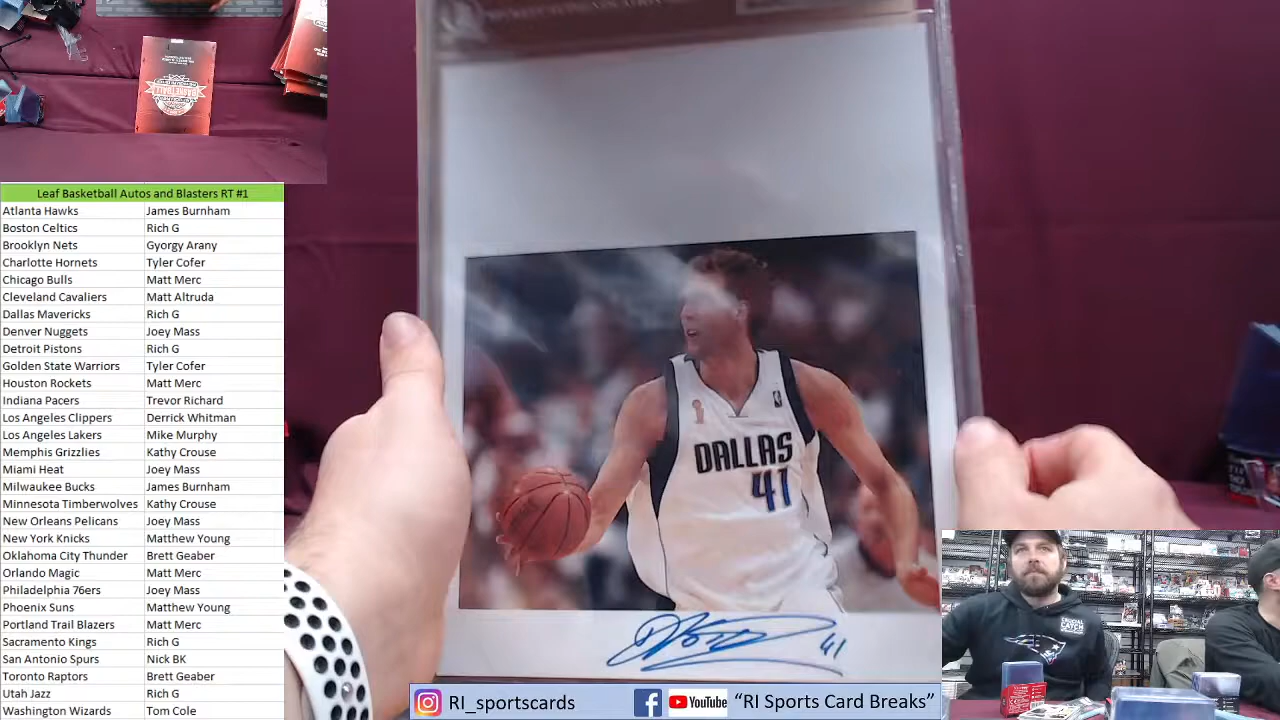 Leaf Basketball Autos and Blasters RT #1
Atlanta Hawks James Burnham
Boston Celtics Rich G
Brooklyn Nets Gyorgy Arany
Charlotte Hornets Tyler Cofer
Chicago Bulls Matt Merc
Cleveland Cavaliers Matt Altruda
Dallas Mavericks Rich G
Denver Nuggets Joey Mass
Detroit Pistons Rich G
Golden State Warriors Tyler Cofer
Houston Rockets Matt Merc
Indiana Pacers Trevor Richard
Los Angeles Clippers Derrick Whitman
Los Angeles Lakers Mike Murphy
Memphis Grizzlies Kathy Crouse
Miami Heat Joey Mass
Milwaukee Bucks James Burnham
Minnesota Timberwolves Kathy Crouse
New Orleans Pelicans Joey Mass
New York Knicks Matthew Young
Oklahoma City Thunder Brett Geaber
Orlando Magic Matt Merc
Philadelphia 76ers Joey Mass
Phoenix Suns Matthew Young
Portland Trail Blazers Matt Merc
Sacramento Kings Rich G
San Antonio Spurs Nick BK
Toronto Raptors Brett Geaber
Utah Jazz Rich G
Washington Wizards Tom Cole
BASKETBALL
DALLAS
41
41
CRUCIAL
CATCH
RI_sportscards
YouTube "RI Sports Card Breaks"